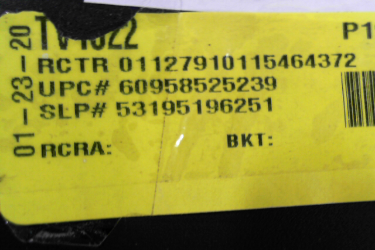 TV1622 P1
RCTR 01127910115464372
UPC# 60958525239
SLP# 53195196251
RCRA: BKT:
01-23-20